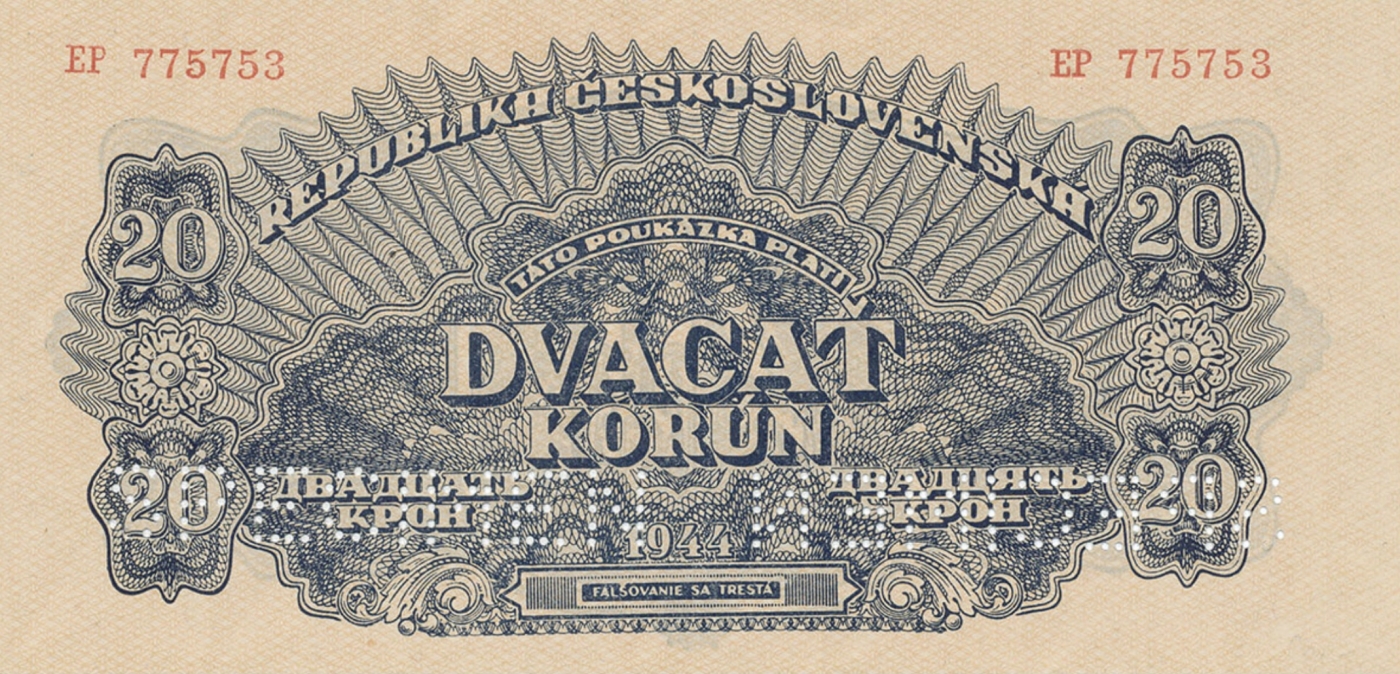 EP 775753
EP 775753
REPUBLIKA ČESKOSLOVENSKÁ
20
20
TÁTO POUKÁZKA PLATÍ
DVACAŤ
KORÚN
20
ДВАДЦАТЬ
КРОН
ДВАДЦЯТЬ
КРОН
20
1944
FALŠOVANIE SA TRESTÁ